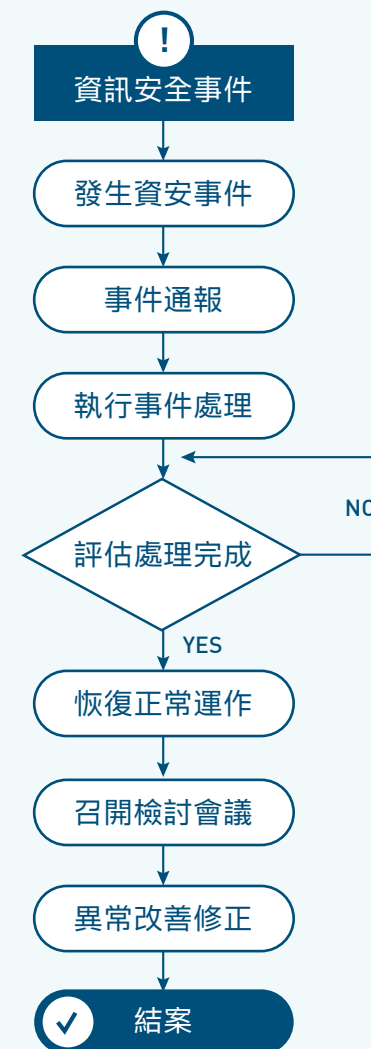 !
資訊安全事件
發生資安事件
事件通報
執行事件處理
NO
評估處理完成
YES
恢復正常運作
召開檢討會議
異常改善修正
結案